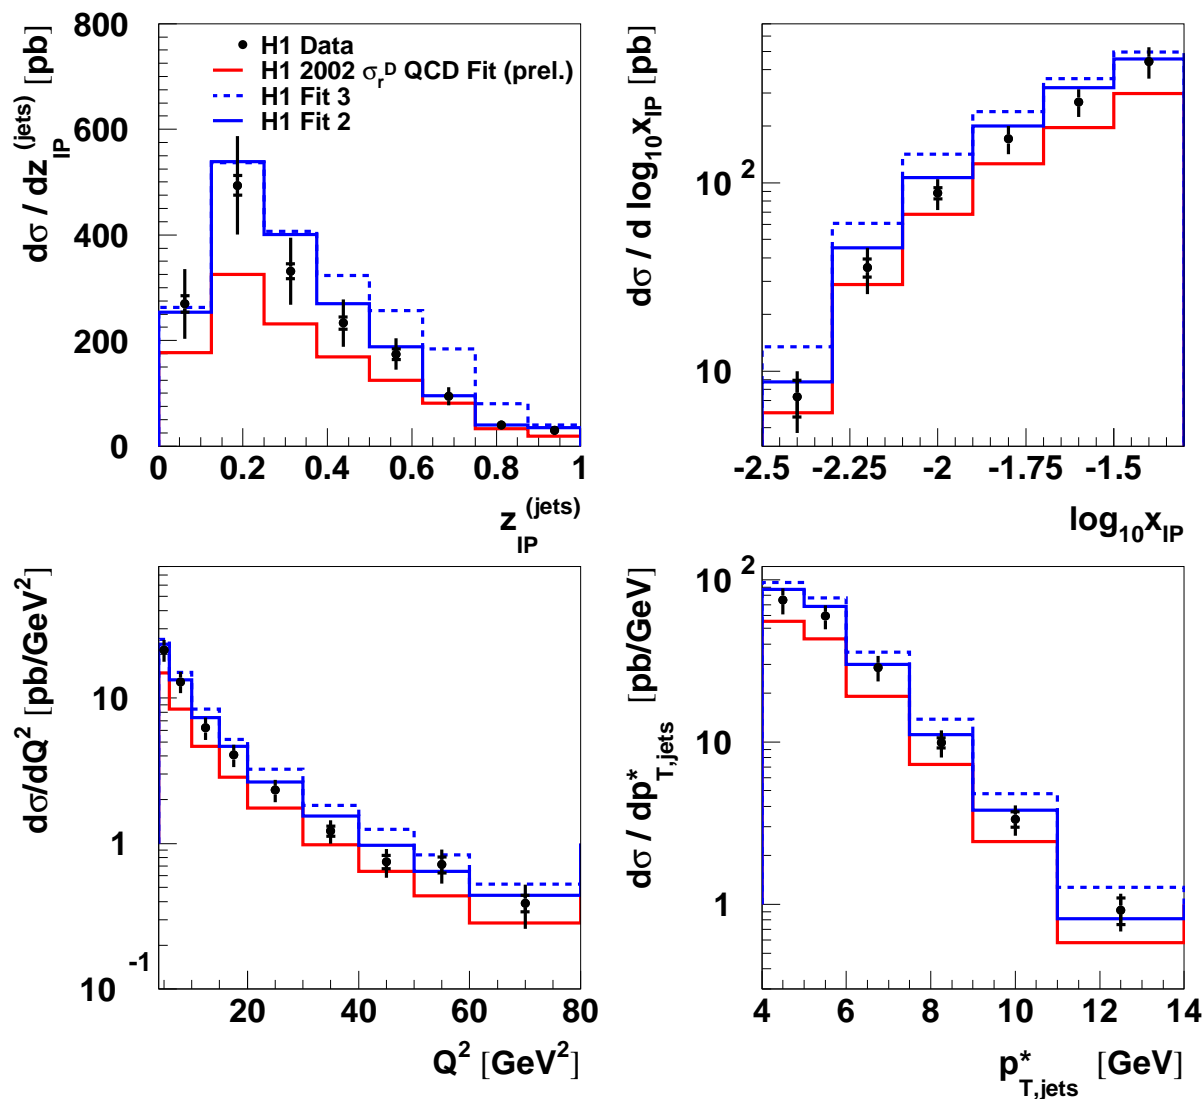 dσ / dz_IP^(jets) [pb]
800
600
400
200
0
H1 Data
H1 2002 σ_r^D QCD Fit (prel.)
H1 Fit 3
H1 Fit 2
0 0.2 0.4 0.6 0.8 1
z_IP^(jets)
dσ / d log_10 x_IP [pb]
10^2
10
-2.5 -2.25 -2 -1.75 -1.5
log_10 x_IP
dσ/dQ^2 [pb/GeV^2]
10
1
10^-1
20 40 60 80
Q^2 [GeV^2]
dσ / dp*_T,jets [pb/GeV]
10^2
10
1
4 6 8 10 12 14
p*_T,jets [GeV]